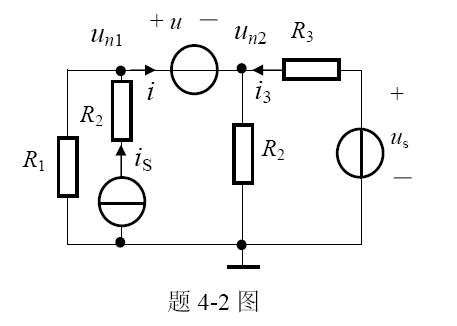 + u −
u_{n1}
u_{n2}
R_3
i
i_3
+
R_2
R_1
i_S
R_2
u_s
−
题 4-2 图